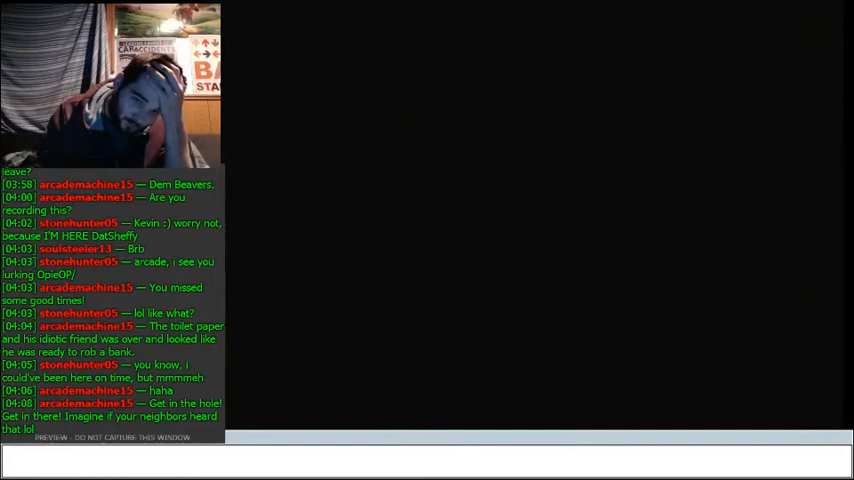 CAPACCIDENTS
BA
STA
leave?
[03:58] arcademachine15 — Dem Beavers.
[04:00] arcademachine15 — Are you
recording this?
[04:02] stonehunter05 — Kevin :) worry not,
because I'M HERE DatSheffy
[04:03] soulsteeler13 — Brb
[04:03] stonehunter05 — arcade, i see you
lurking OpieOP/
[04:03] arcademachine15 — You missed
some good times!
[04:03] stonehunter05 — lol like what?
[04:04] arcademachine15 — The toilet paper
and his idiotic friend was over and looked like
he was ready to rob a bank.
[04:05] stonehunter05 — you know, i
could've been here on time, but mmmmeh
[04:06] arcademachine15 — haha
[04:08] arcademachine15 — Get in the hole!
Get in there! Imagine if your neighbors heard
that lol
PREVIEW - DO NOT CAPTURE THIS WINDOW